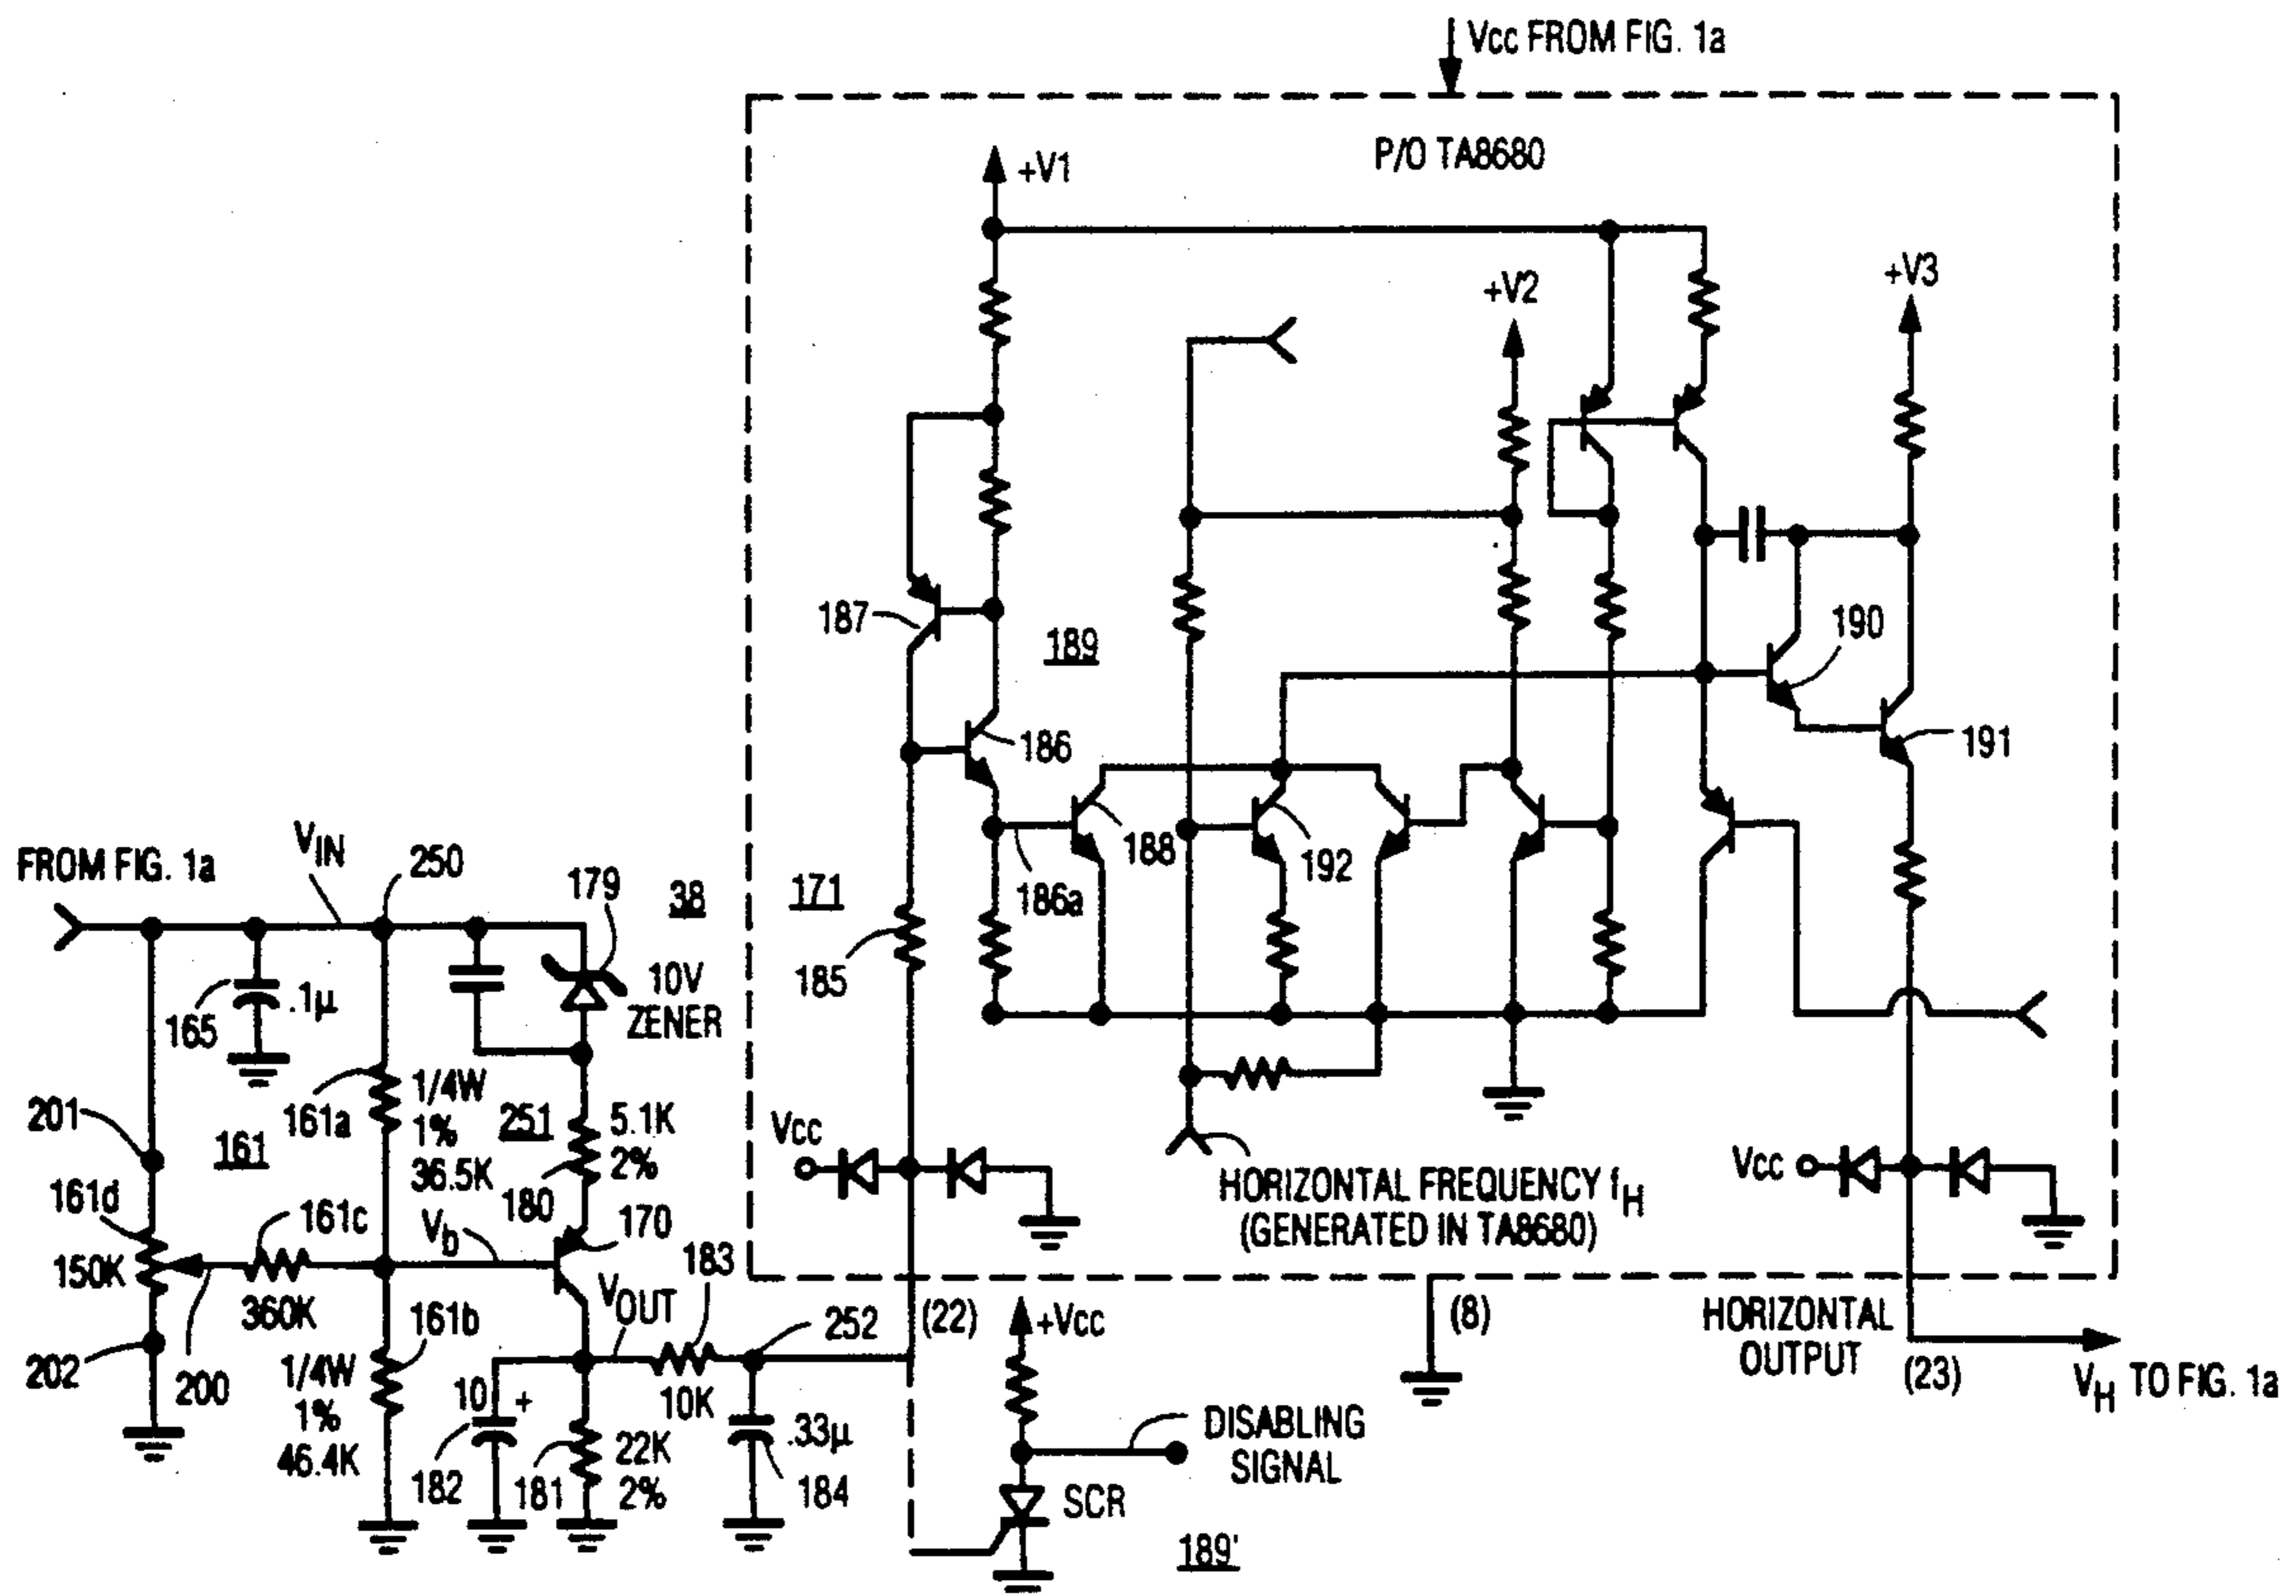 Vcc FROM FIG. 1a
P/O TA8680
+V1
+V2
+V3
187
189
190
186
191
188
192
186a
FROM FIG. 1a
VIN
250
179
38
171
185
10V
ZENER
165
.1μ
201
161
161a
1/4W
1%
36.5K
251
5.1K
2%
180
Vcc
HORIZONTAL FREQUENCY fH
(GENERATED IN TA8680)
Vcc
161d
161c
Vb
170
183
150K
360K
VOUT
252
(22)
+Vcc
(8)
HORIZONTAL
OUTPUT
(23)
VH TO FIG. 1a
202
200
161b
1/4W
1%
46.4K
10
+
182
181
22K
2%
10K
.33μ
184
DISABLING
SIGNAL
SCR
189'